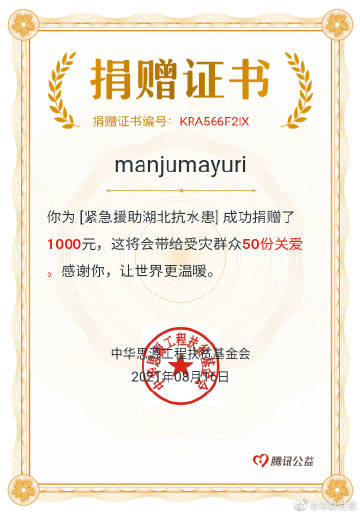 捐赠证书
捐赠证书编号：KRA566F2IX
manjumayuri
你为 [紧急援助湖北抗水患] 成功捐赠了
1000元，这将会带给受灾群众50份关爱
。感谢你，让世界更温暖。
中华思源工程扶贫基金会
2021年08月16日
中华思源工程扶贫基金会
腾讯公益